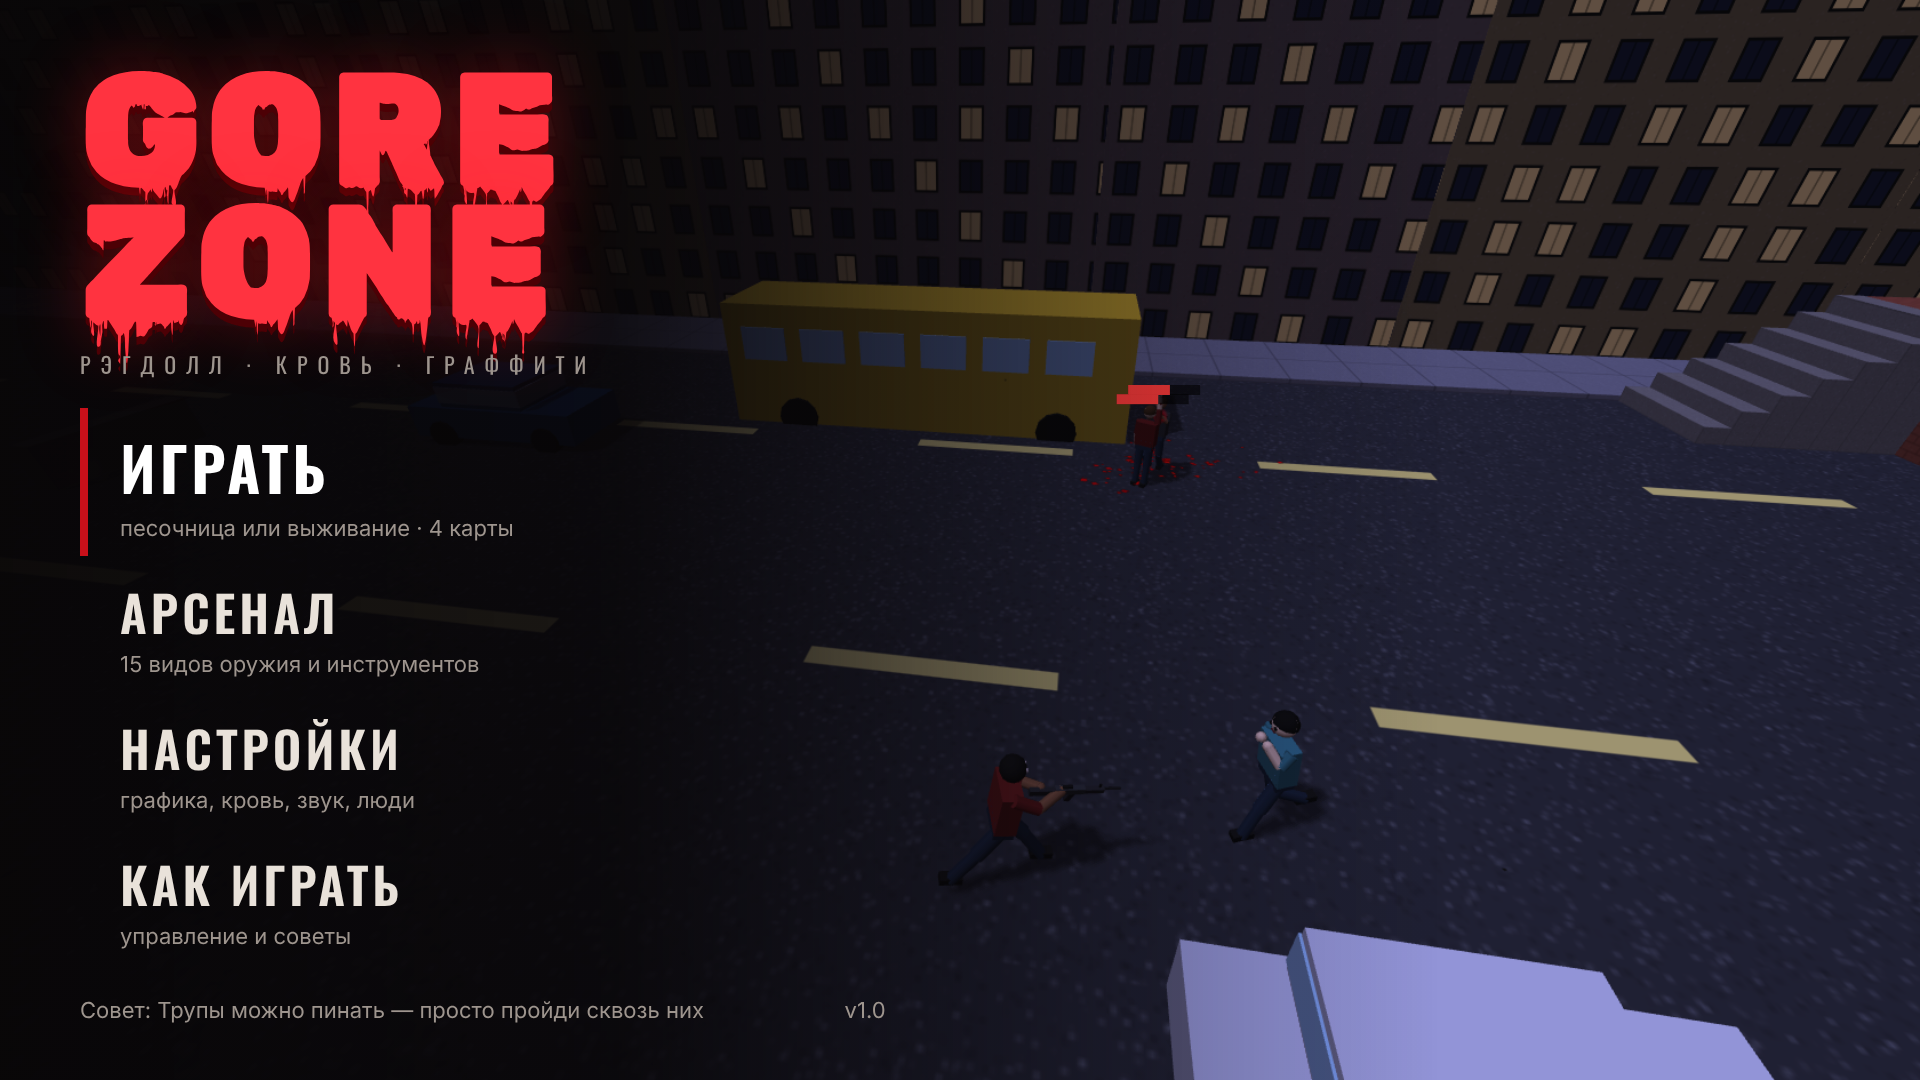 GORE
ZONE
РЭГДОЛЛ · КРОВЬ · ГРАФФИТИ
ИГРАТЬ
песочница или выживание · 4 карты
АРСЕНАЛ
15 видов оружия и инструментов
НАСТРОЙКИ
графика, кровь, звук, люди
КАК ИГРАТЬ
управление и советы
Совет: Трупы можно пинать — просто пройди сквозь них
v1.0